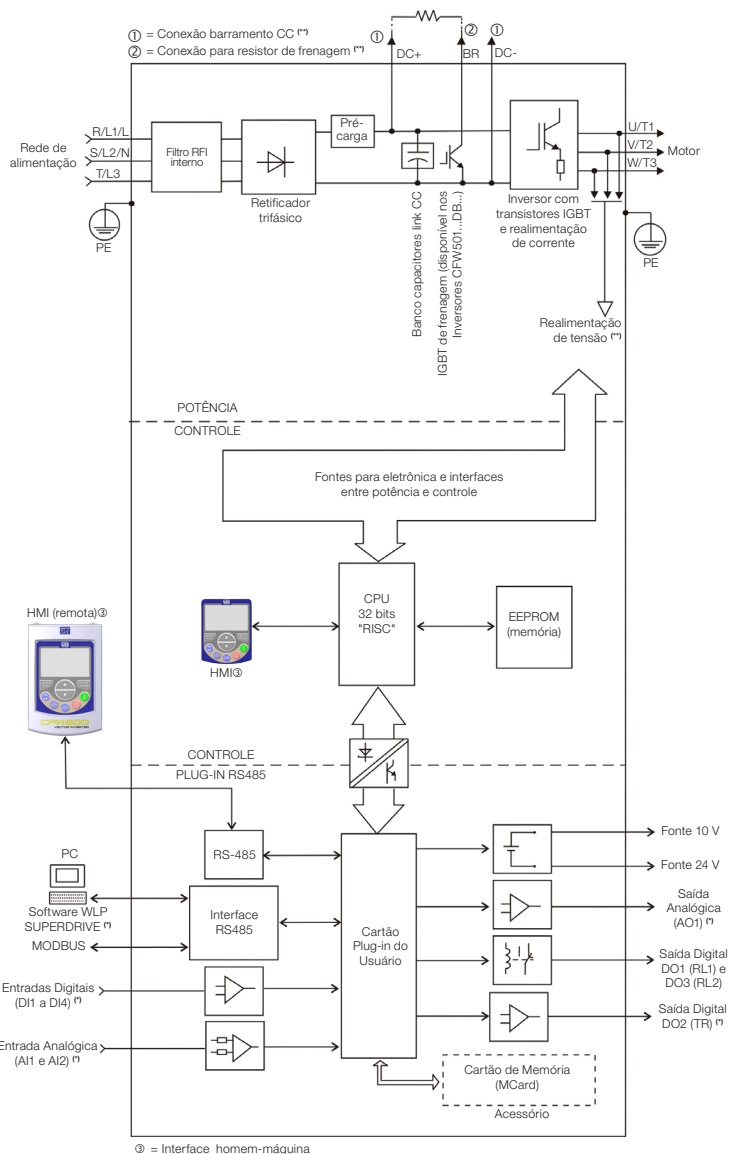 ① = Conexão barramento CC (**)
② = Conexão para resistor de frenagem (**)
①
②
①
DC+
BR
DC-
Rede de
alimentação
R/L1/L
S/L2/N
T/L3
Filtro RFI
interno
Retificador
trifásico
Pré-
carga
Banco capacitores link CC
IGBT de frenagem (disponível nos
Inversores CFW501...DB...)
Inversor com
transistores IGBT
e realimentação
de corrente
U/T1
V/T2
W/T3
Motor
PE
PE
Realimentação
de tensão (**)
POTÊNCIA
CONTROLE
Fontes para eletrônica e interfaces
entre potência e controle
CPU
32 bits
"RISC"
EEPROM
(memória)
HMI③
HMI (remota)③
CONTROLE
PLUG-IN RS485
RS-485
PC
Software WLP
SUPERDRIVE (*)
MODBUS
Interface
RS485
Entradas Digitais
(DI1 a DI4) (*)
Entrada Analógica
(AI1 e AI2) (*)
Cartão
Plug-in do
Usuário
Fonte 10 V
Fonte 24 V
Saída
Analógica
(AO1) (*)
Saída Digital
DO1 (RL1) e
DO3 (RL2)
Saída Digital
DO2 (TR) (*)
Cartão de Memória
(MCard)
Acessório
③ = Interface homem-máquina